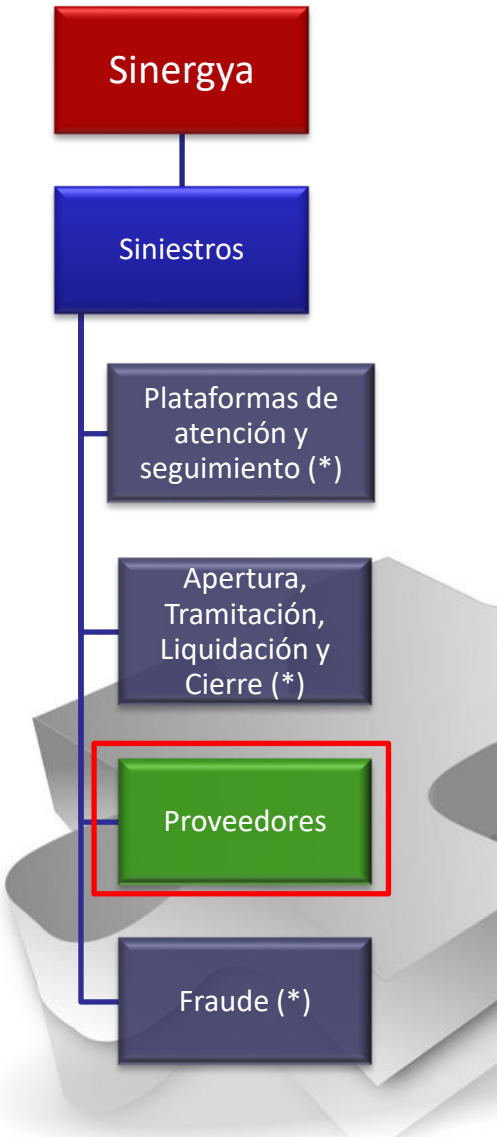 Sinergya
Siniestros
Plataformas de
atención y
seguimiento (*)
Apertura,
Tramitación,
Liquidación y
Cierre (*)
Proveedores
Fraude (*)